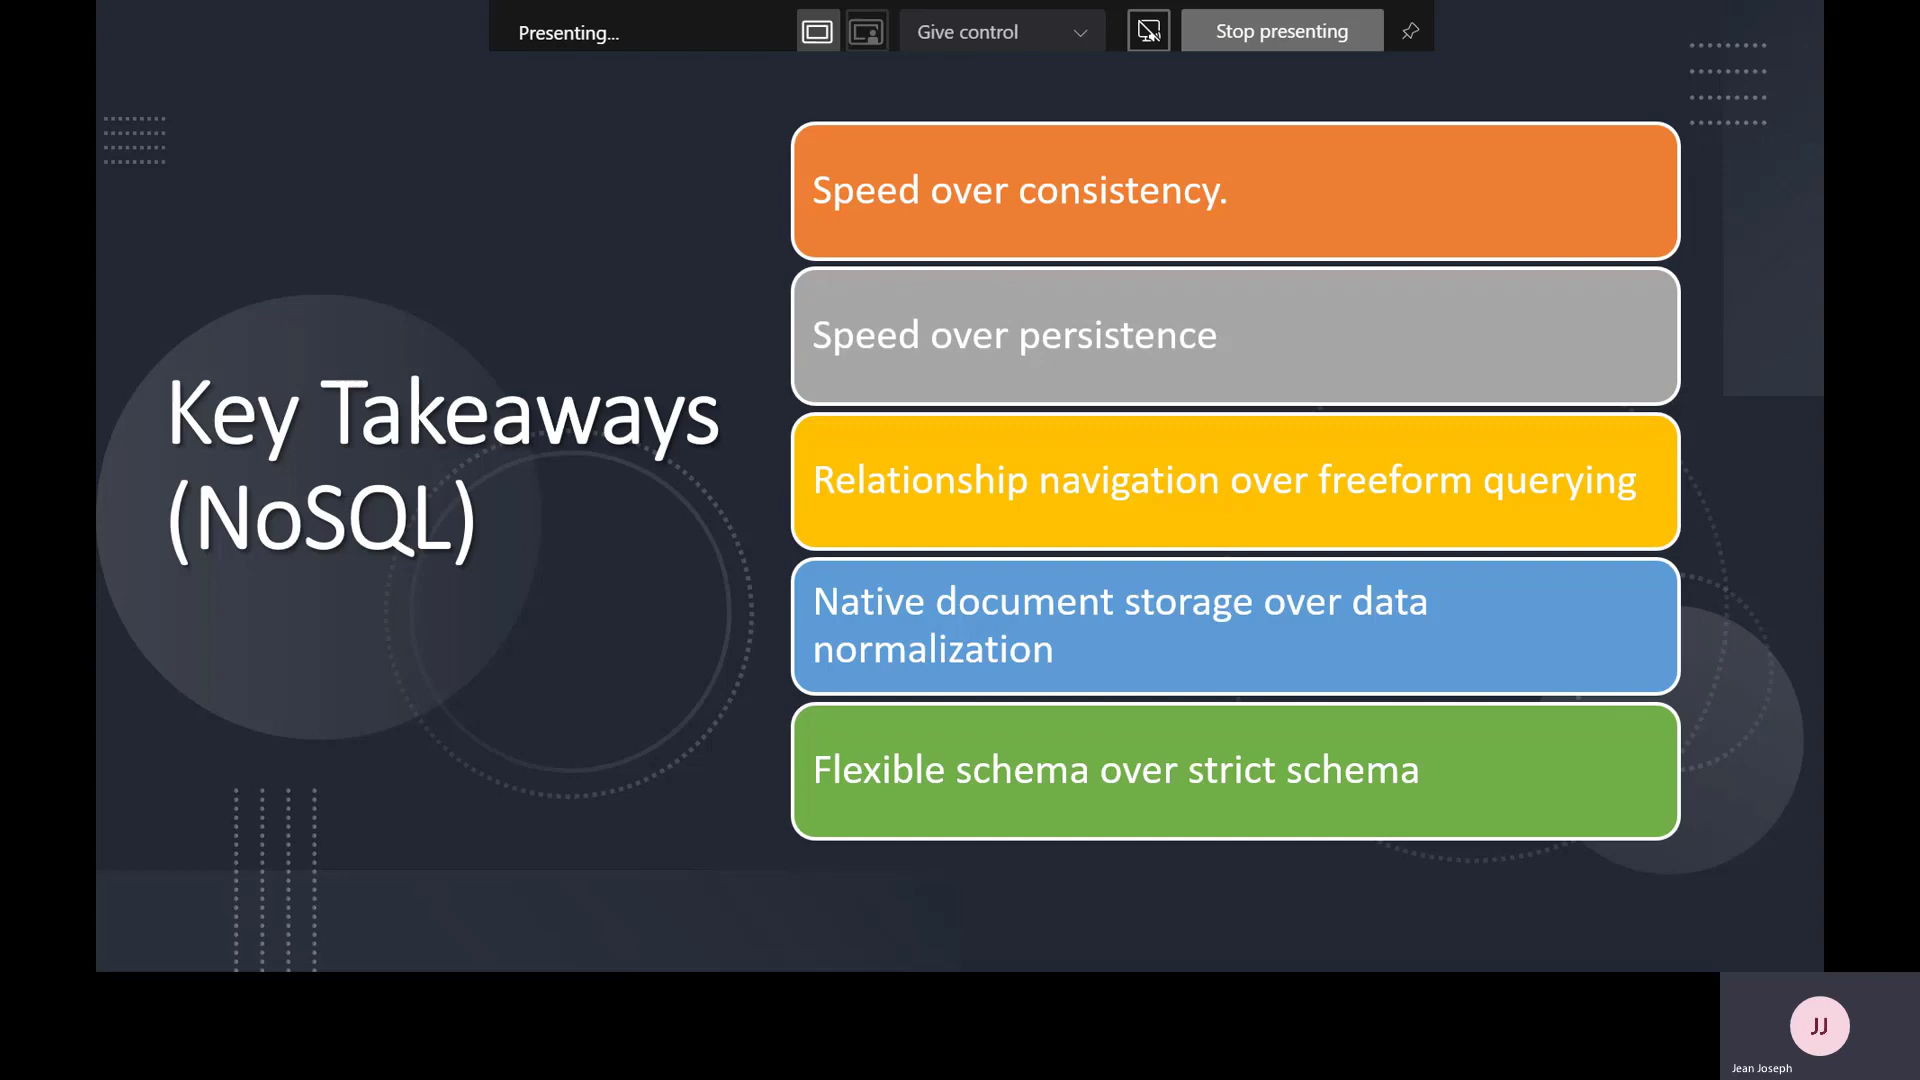 Presenting...
Give control
Stop presenting
Key Takeaways
(NoSQL)
Speed over consistency.
Speed over persistence
Relationship navigation over freeform querying
Native document storage over data
normalization
Flexible schema over strict schema
JJ
Jean Joseph